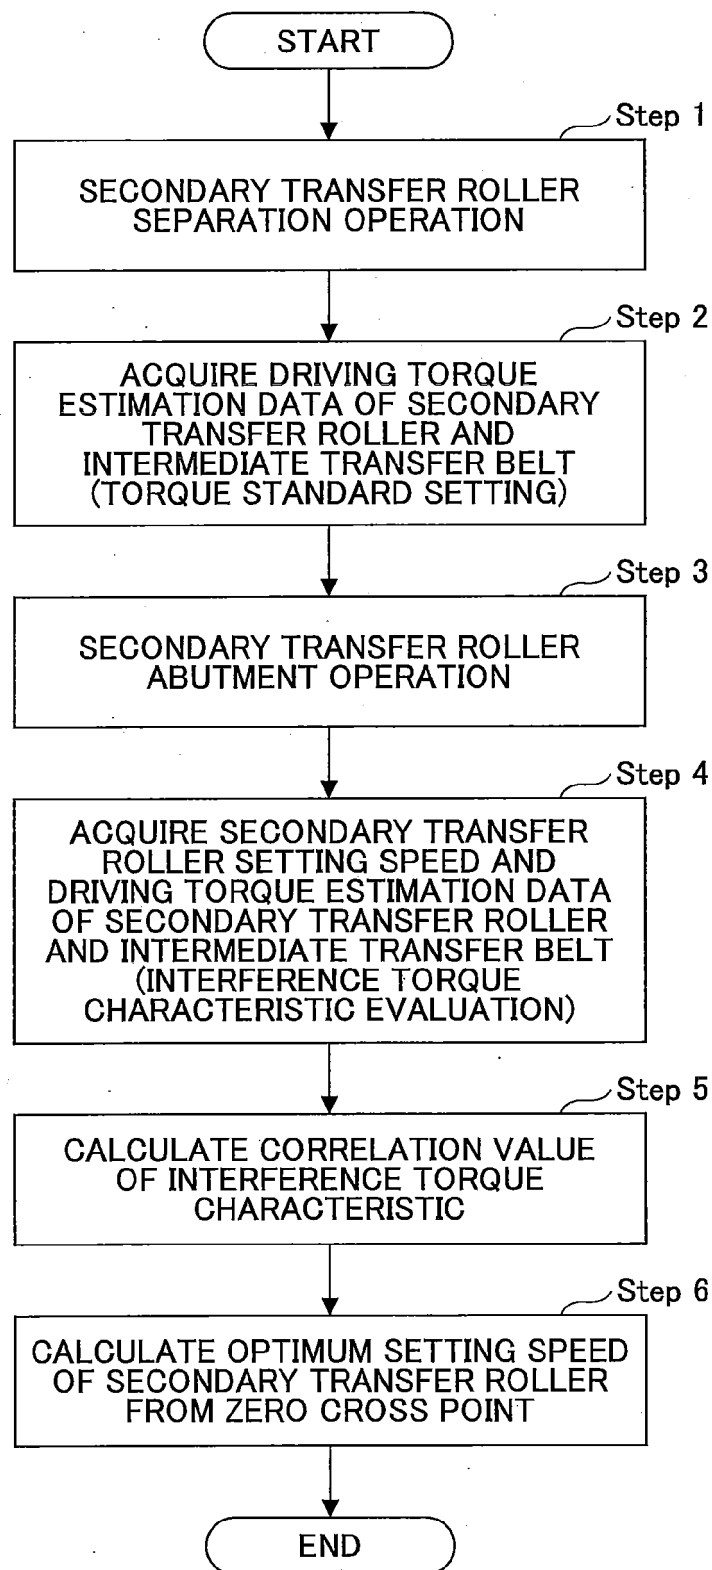 START
Step 1
SECONDARY TRANSFER ROLLER
SEPARATION OPERATION
Step 2
ACQUIRE DRIVING TORQUE
ESTIMATION DATA OF SECONDARY
TRANSFER ROLLER AND
INTERMEDIATE TRANSFER BELT
(TORQUE STANDARD SETTING)
Step 3
SECONDARY TRANSFER ROLLER
ABUTMENT OPERATION
Step 4
ACQUIRE SECONDARY TRANSFER
ROLLER SETTING SPEED AND
DRIVING TORQUE ESTIMATION DATA
OF SECONDARY TRANSFER ROLLER
AND INTERMEDIATE TRANSFER BELT
(INTERFERENCE TORQUE
CHARACTERISTIC EVALUATION)
Step 5
CALCULATE CORRELATION VALUE
OF INTERFERENCE TORQUE
CHARACTERISTIC
Step 6
CALCULATE OPTIMUM SETTING SPEED
OF SECONDARY TRANSFER ROLLER
FROM ZERO CROSS POINT
END